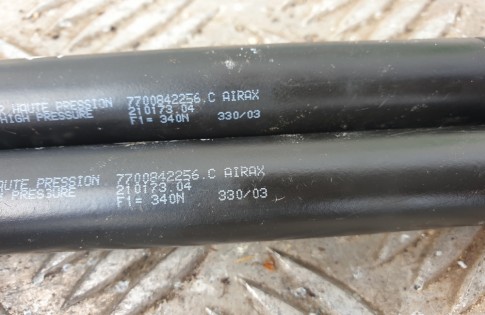 HAUTE PRESSION 7700842256.C AIRAX
HIGH PRESSURE 210173.04
F1= 340N 330/03
HAUTE PRESSION 7700842256.C AIRAX
PRESSURE 210173.04
F1= 340N 330/03